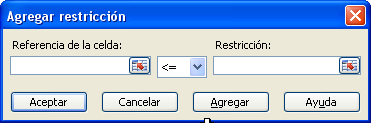 Agregar restricción
Referencia de la celda: Restricción:
<=
Aceptar Cancelar Agregar Ayuda